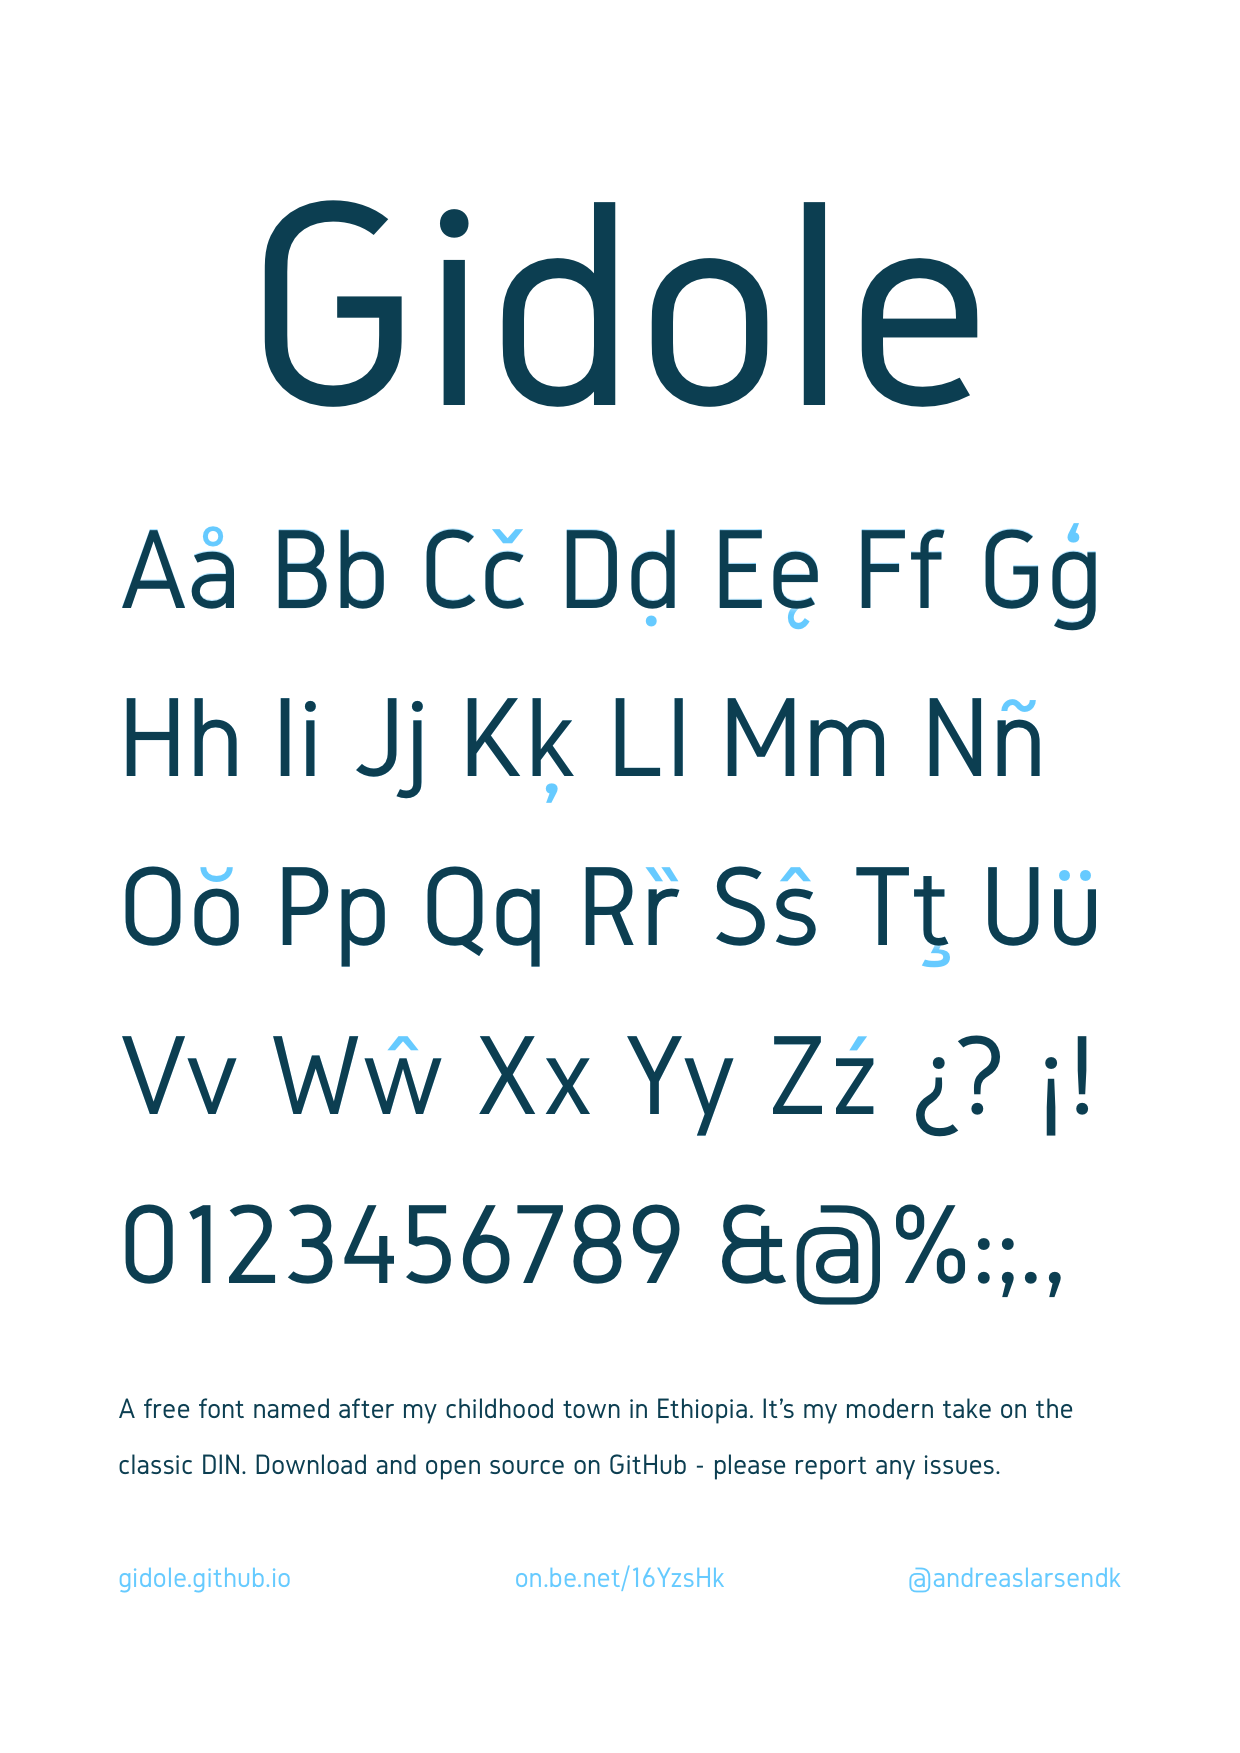 Gidole
Aå Bb Cč Dḍ Eę Ff Gģ
Hh Ii Jj Kķ Ll Mm Nñ
Oŏ Pp Qq Rȑ Sŝ Tţ Uü
Vv Wŵ Xx Yy Zź ¿? ¡!
0123456789 &@%:;.,
A free font named after my childhood town in Ethiopia. It’s my modern take on the
classic DIN. Download and open source on GitHub - please report any issues.
gidole.github.io on.be.net/16YzsHk @andreaslarsendk